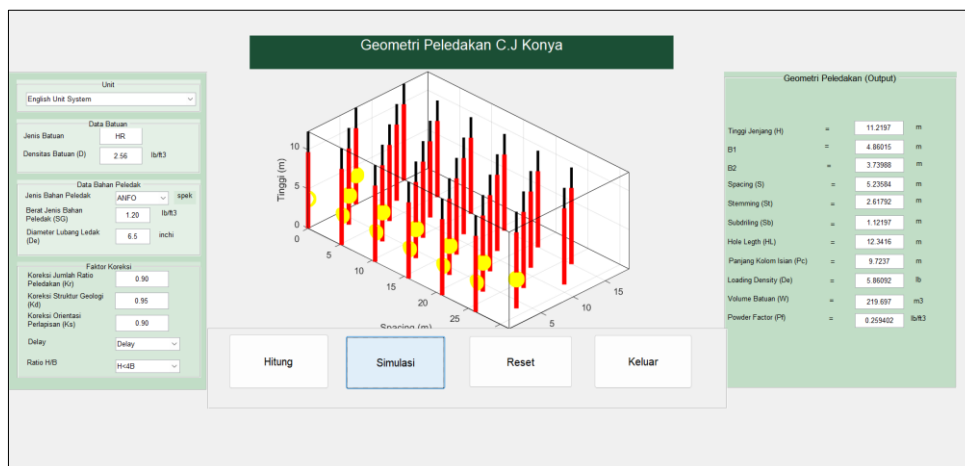 Geometri Peledakan C.J Konya
Unit
English Unit System
Data Batuan
Jenis Batuan HR
Densitas Batuan (D) 2.56 lb/ft3
Data Bahan Peledak
Jenis Bahan Peledak ANFO spek
Berat Jenis Bahan
Peledak (SG) 1.20 lb/ft3
Diameter Lubang Ledak
(De) 6.5 inchi
Faktor Koreksi
Koreksi Jumlah Ratio
Peledakan (Kr) 0.90
Koreksi Struktur Geologi
(Kd) 0.95
Koreksi Orientasi
Perlapisan (Ks) 0.90
Delay Delay
Ratio H/B H<4B
Tinggi (m)
10
5
0
0
5
10
15
20
25
Spacing (m)
5
10
15
Hitung Simulasi Reset Keluar
Geometri Peledakan (Output)
Tinggi Jenjang (H) = 11.2197 m
B1 = 4.86015 m
B2 = 3.73988 m
Spacing (S) = 5.23584 m
Stemming (St) = 2.61792 m
Subdriling (Sb) = 1.12197 m
Hole Legth (HL) = 12.3416 m
Panjang Kolom Isian (Pc) = 9.7237 m
Loading Density (De) = 5.86092 lb
Volume Batuan (W) = 219.697 m3
Powder Factor (Pf) = 0.259402 lb/ft3